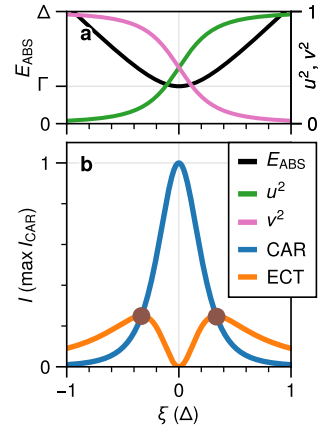 Δ
Γ
0
E_ABS
a
1
0
u², v²
b
1
0
I (max I_CAR)
E_ABS
u²
v²
CAR
ECT
−1
0
1
ξ (Δ)